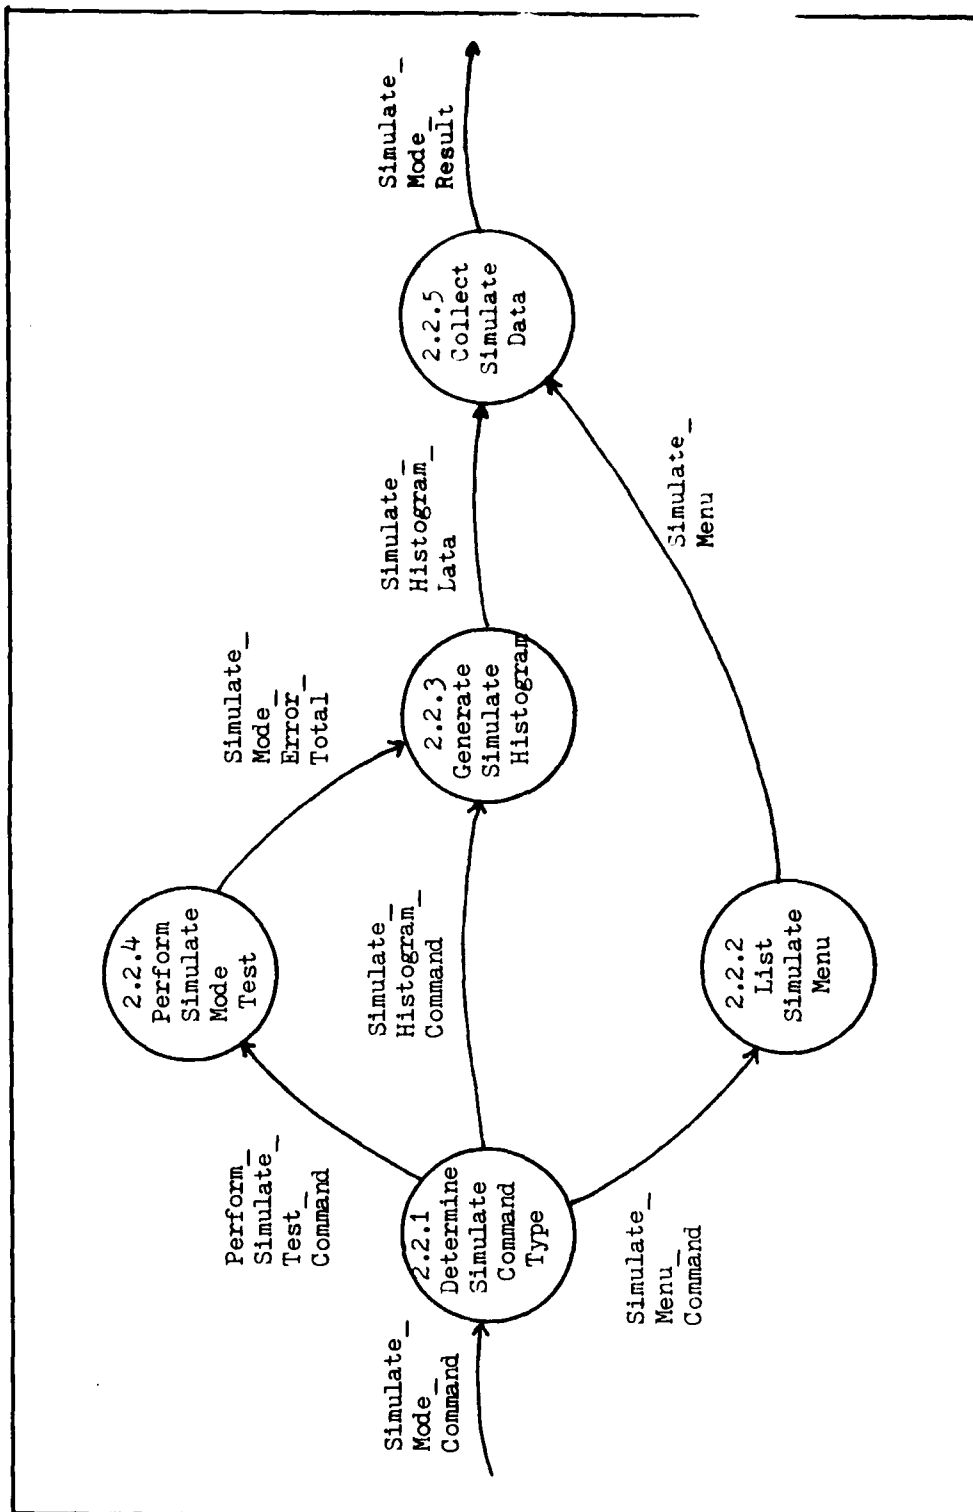 Simulate_
Mode_
Command
2.2.1
Determine
Simulate
Command
Type
Perform_
Simulate_
Test_
Command
Simulate_
Histogram_
Command
Simulate_
Menu_
Command
2.2.4
Perform
Simulate
Mode
Test
2.2.2
List
Simulate
Menu
Simulate_
Mode_
Error_
Total
2.2.3
Generate
Simulate
Histogram
Simulate_
Histogram_
Lata
Simulate_
Menu
2.2.5
Collect
Simulate
Data
Simulate_
Mode_
Result